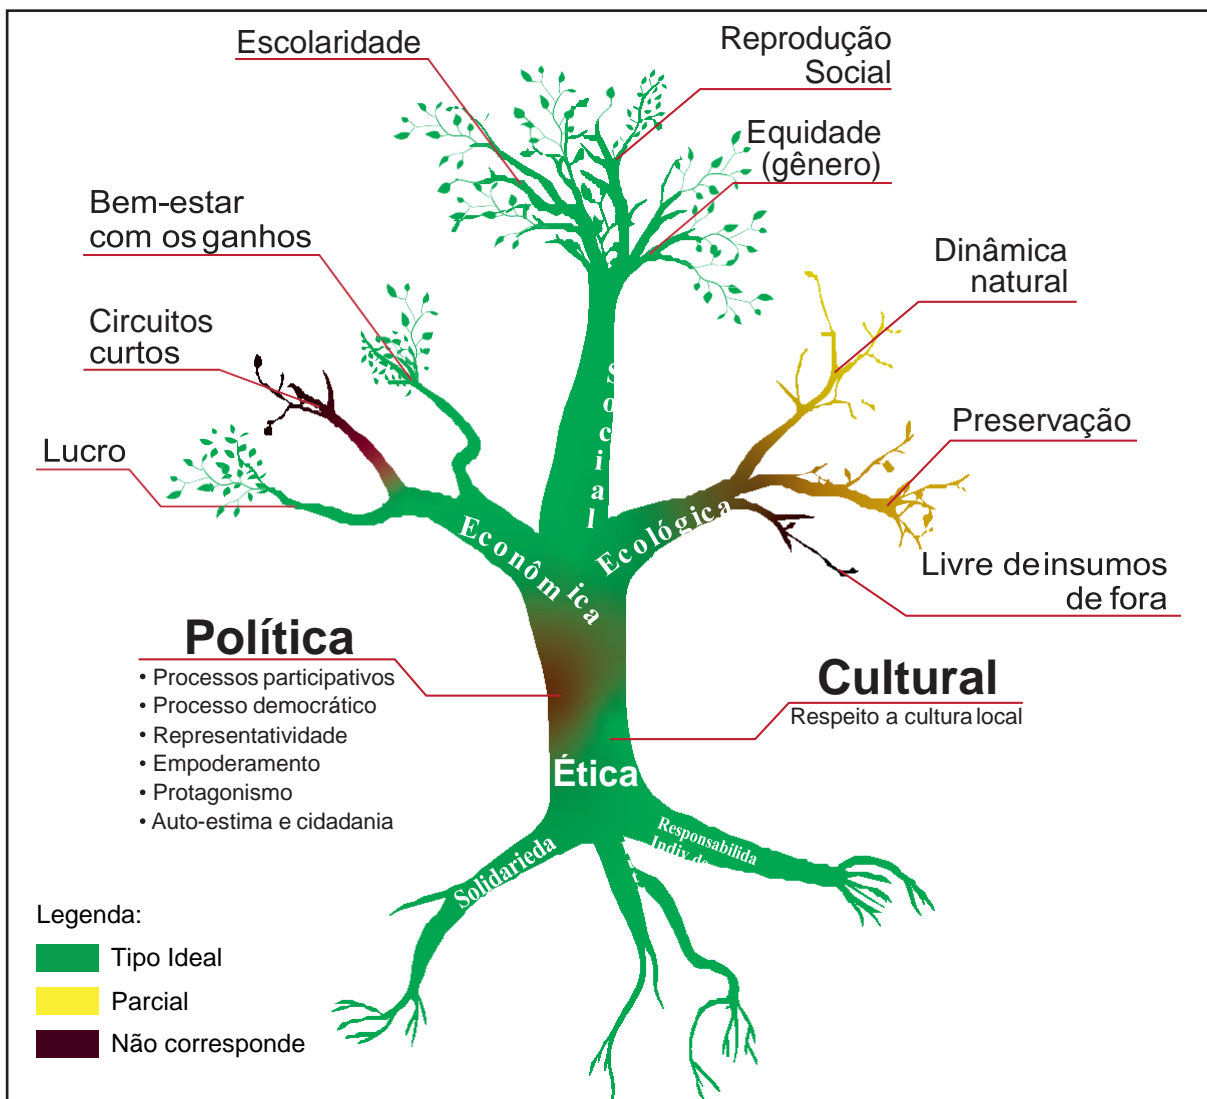 Escolaridade
Reprodução
Social
Equidade
(gênero)
Bem-estar
com os ganhos
Dinâmica
natural
Circuitos
curtos
Preservação
Lucro
Social
Econômica
Ecológica
Livre de insumos
de fora
Política
• Processos participativos
• Processo democrático
• Representatividade
• Empoderamento
• Protagonismo
• Auto-estima e cidadania
Cultural
Respeito a cultura local
Ética
Solidarieda
Responsabilida
Indiv
Legenda:
Tipo Ideal
Parcial
Não corresponde